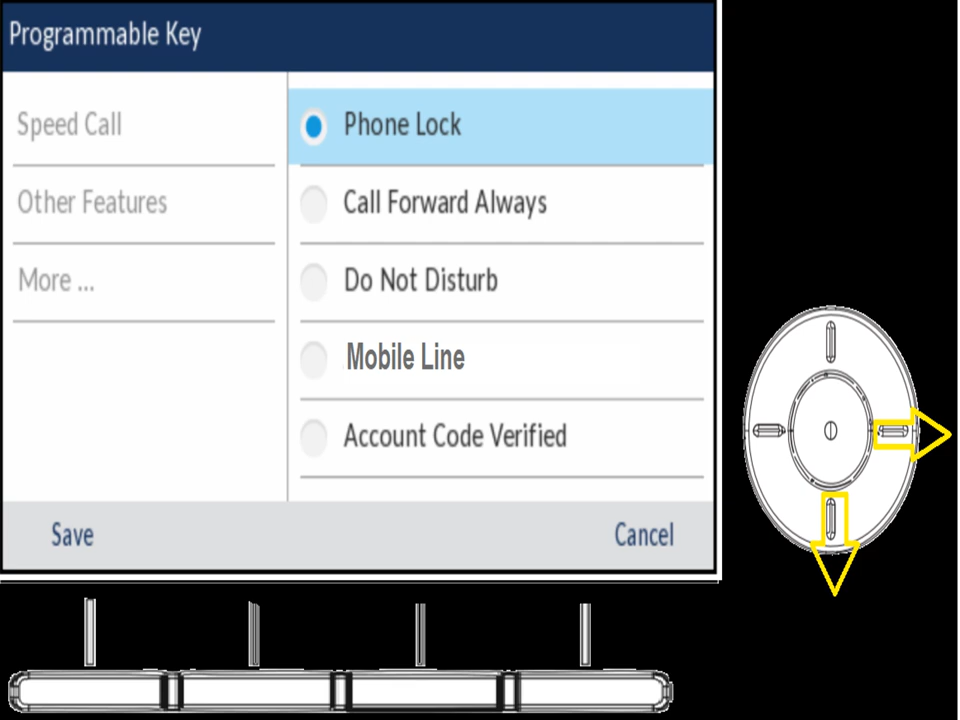 Programmable Key
Speed Call
Other Features
More ...
Phone Lock
Call Forward Always
Do Not Disturb
Mobile Line
Account Code Verified
Save
Cancel